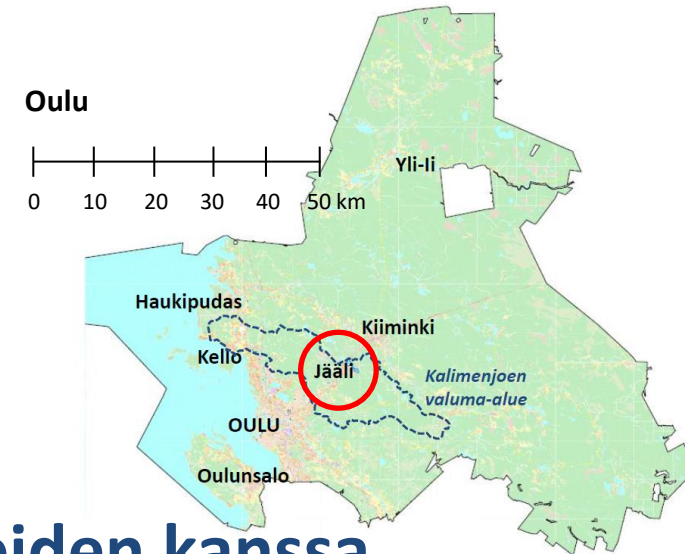 Oulu
0 10 20 30 40 50 km
Yli-Ii
Haukipudas
Kiiminki
Kello
Jääli
Kalimenjoen
valuma-alue
OULU
Oulunsalo
kanssa